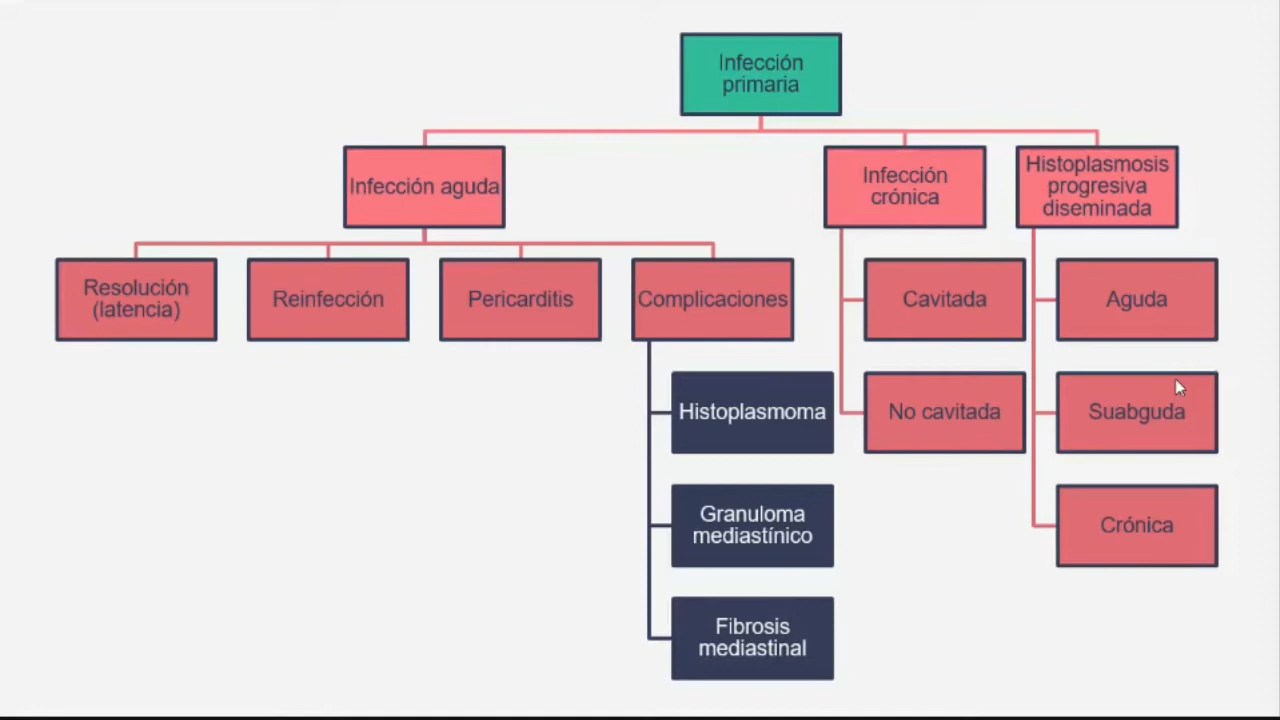 Infección
primaria
Infección aguda
Infección
crónica
Histoplasmosis
progresiva
diseminada
Resolución
(latencia)
Reinfección
Pericarditis
Complicaciones
Cavitada
Aguda
Histoplasmoma
No cavitada
Suabguda
Granuloma
mediastínico
Crónica
Fibrosis
mediastinal